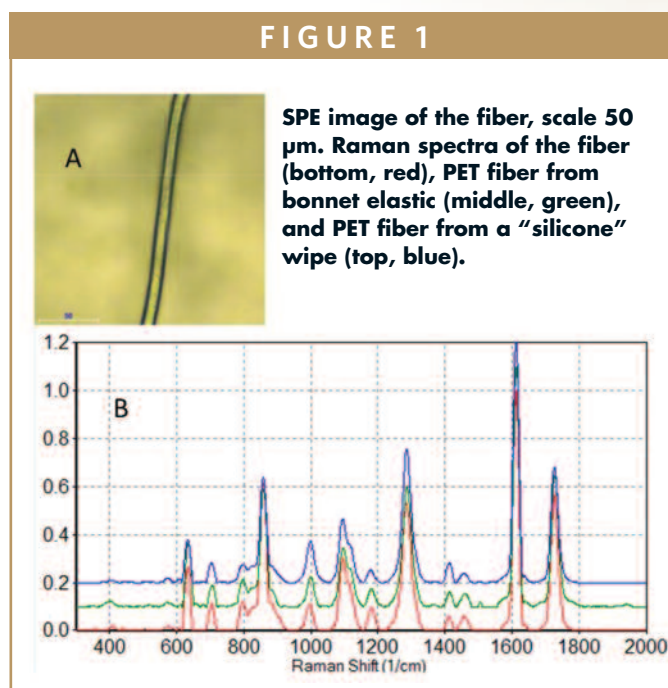 FIGURE 1
A
SPE image of the fiber, scale 50
µm. Raman spectra of the fiber
(bottom, red), PET fiber from
bonnet elastic (middle, green),
and PET fiber from a “silicone”
wipe (top, blue).
B
1.2
1.0
0.8
0.6
0.4
0.2
0.0
400 600 800 1000 1200 1400 1600 1800 2000
Raman Shift (1/cm)